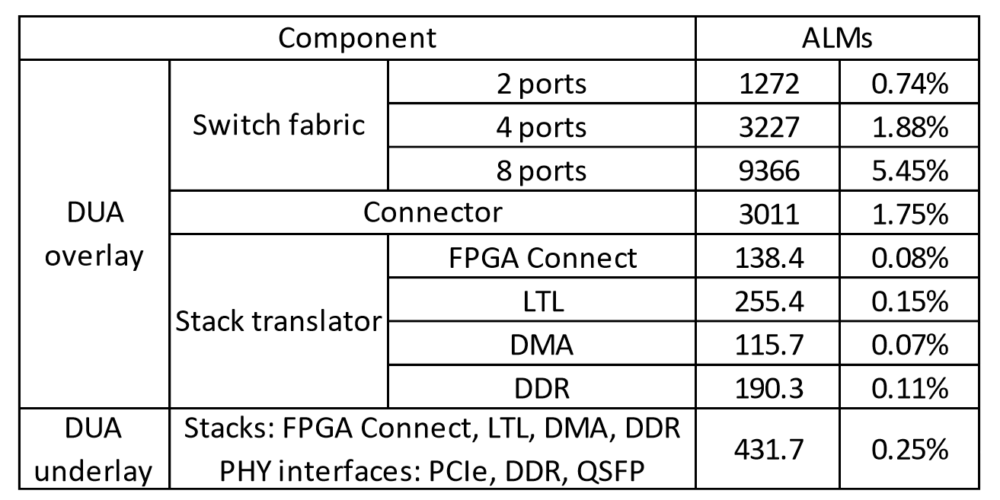 Component ALMs
DUA overlay Switch fabric 2 ports 1272 0.74%
4 ports 3227 1.88%
8 ports 9366 5.45%
Connector 3011 1.75%
Stack translator FPGA Connect 138.4 0.08%
LTL 255.4 0.15%
DMA 115.7 0.07%
DDR 190.3 0.11%
DUA underlay Stacks: FPGA Connect, LTL, DMA, DDR
PHY interfaces: PCIe, DDR, QSFP 431.7 0.25%